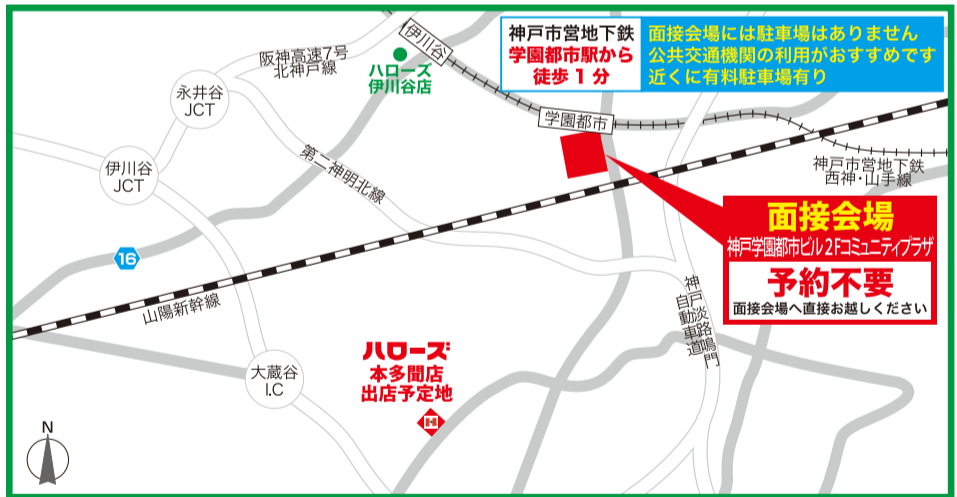 神戸市営地下鉄
学園都市駅から
徒歩1分
面接会場には駐車場はありません
公共交通機関の利用がおすすめです
近くに有料駐車場有り
伊川谷
阪神高速7号
北神戸線
ハローズ
伊川谷店
永井谷
JCT
学園都市
伊川谷
JCT
第二神明北線
神戸市営地下鉄
西神・山手線
面接会場
神戸学園都市ビル2Fコミュニティプラザ
予約不要
面接会場へ直接お越しください
16
山陽新幹線
神戸淡路鳴門
自動車道
ハローズ
本多聞店
出店予定地
大蔵谷
I.C
H
N